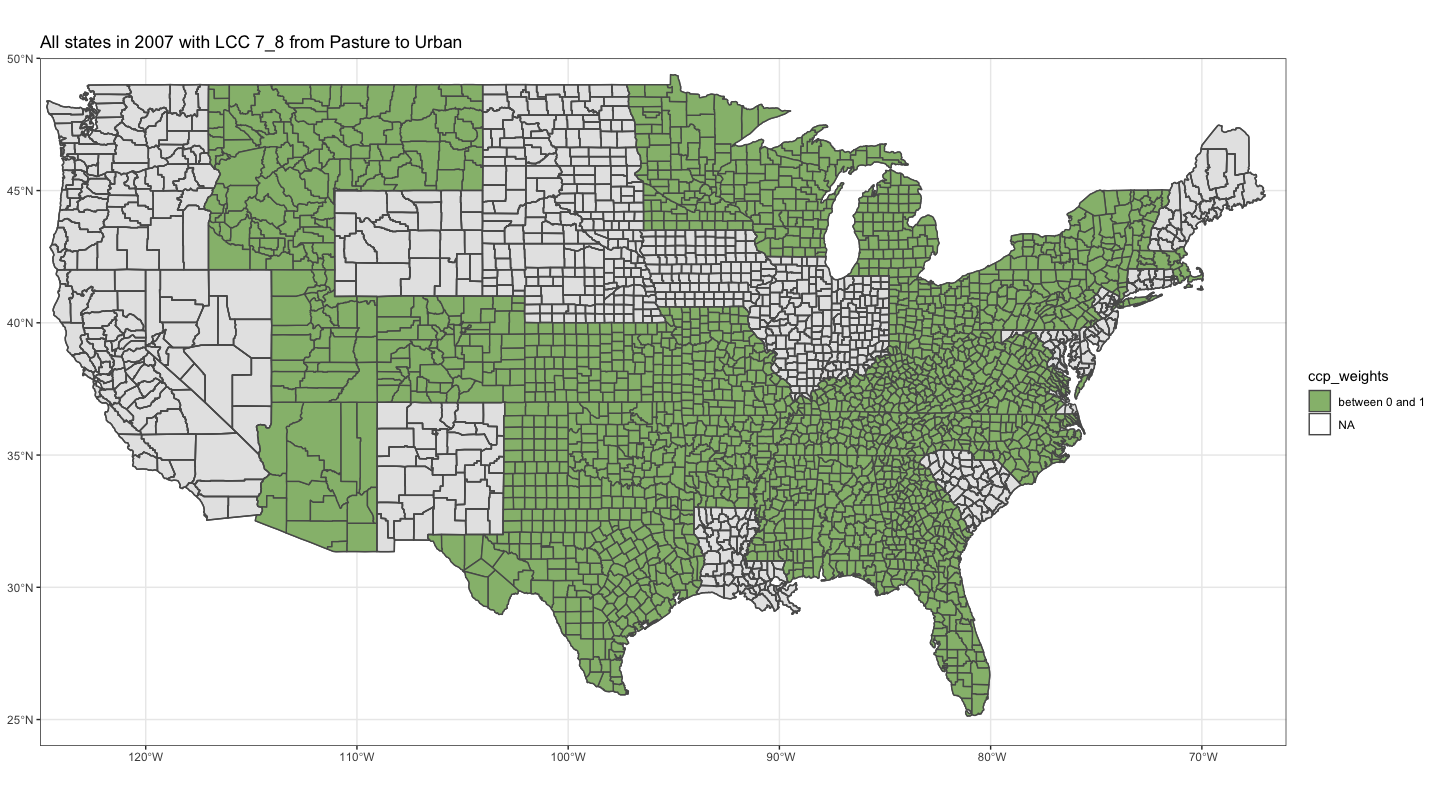 All states in 2007 with LCC 7_8 from Pasture to Urban
50°N
45°N
40°N
35°N
30°N
25°N
120°W
110°W
100°W
90°W
80°W
70°W
ccp_weights
between 0 and 1
NA